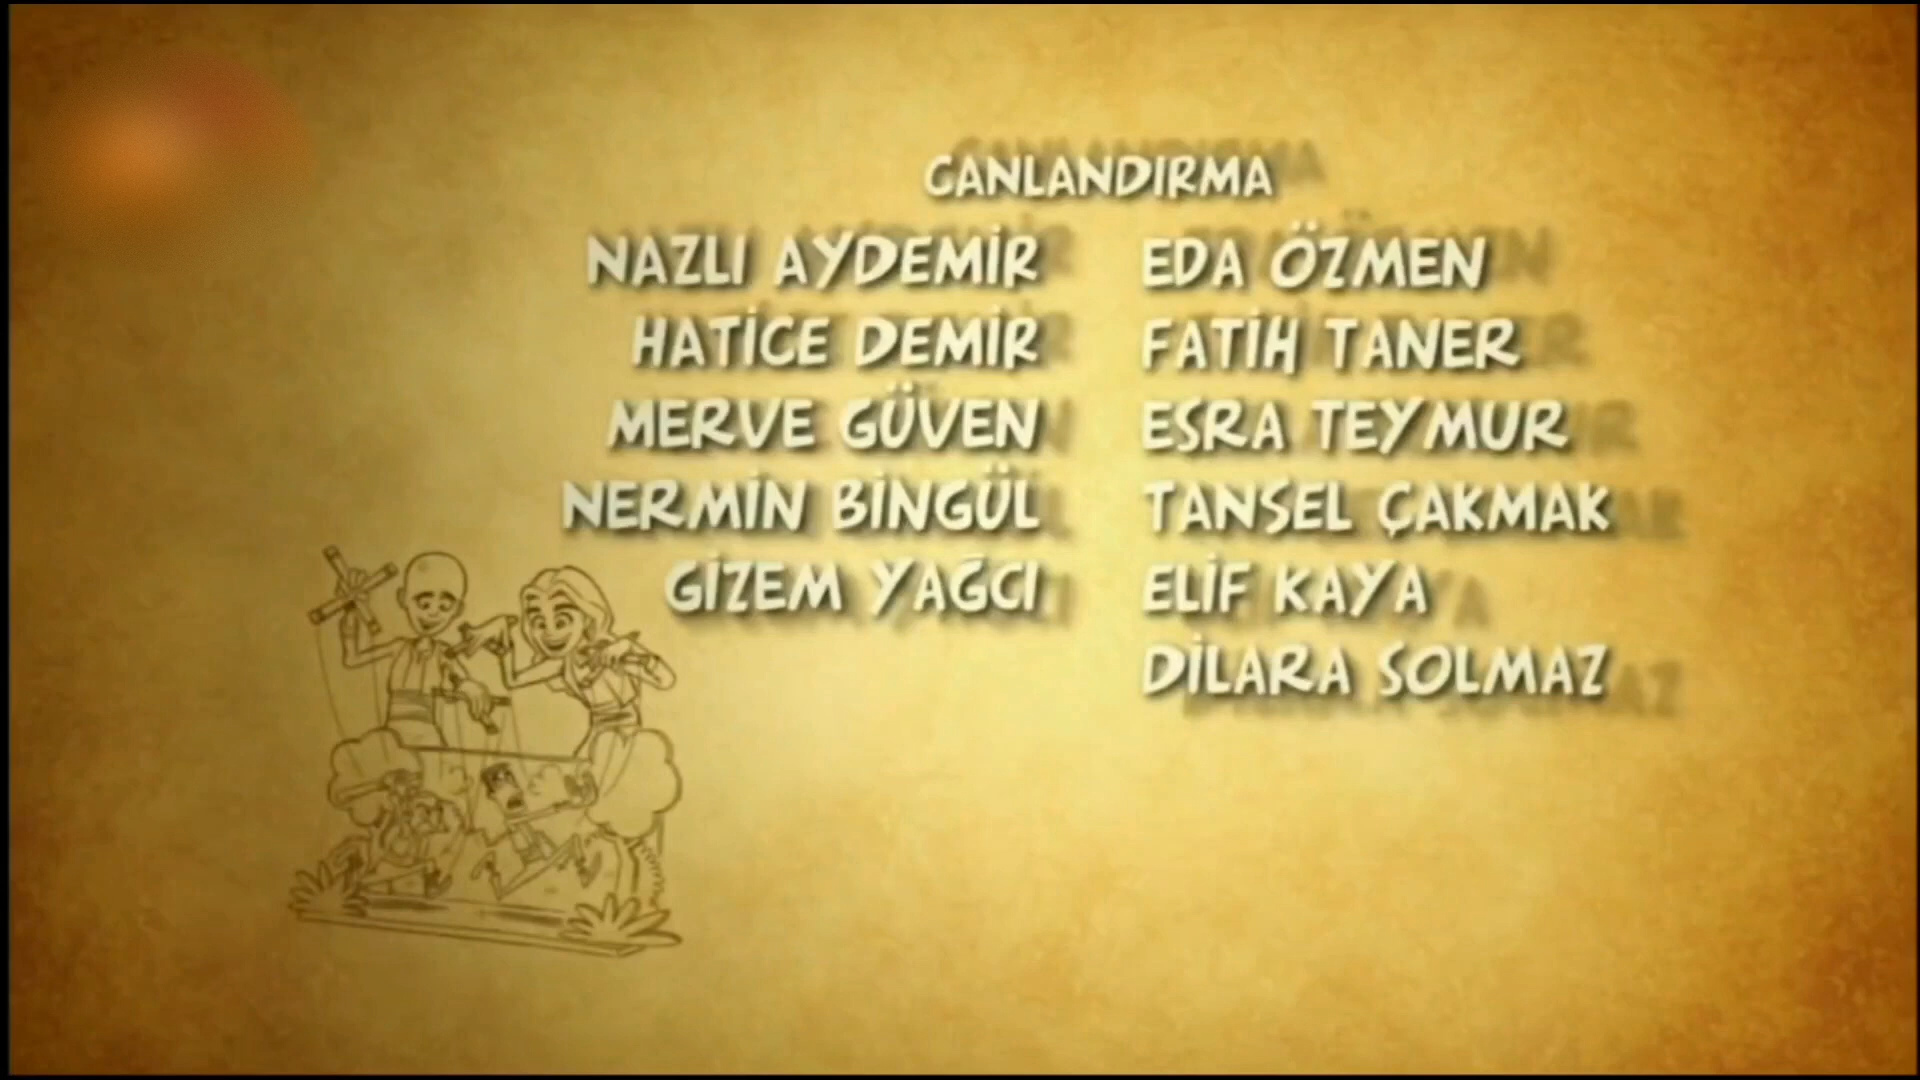 CANLANDIRMA
NAZLI AYDEMİR EDA ÖZMEN
HATİCE DEMİR FATİH TANER
MERVE GÜVEN ESRA TEYMUR
NERMİN BİNGÜL TANSEL ÇAKMAK
GİZEM YAĞCI ELİF KAYA
DİLARA SOLMAZ